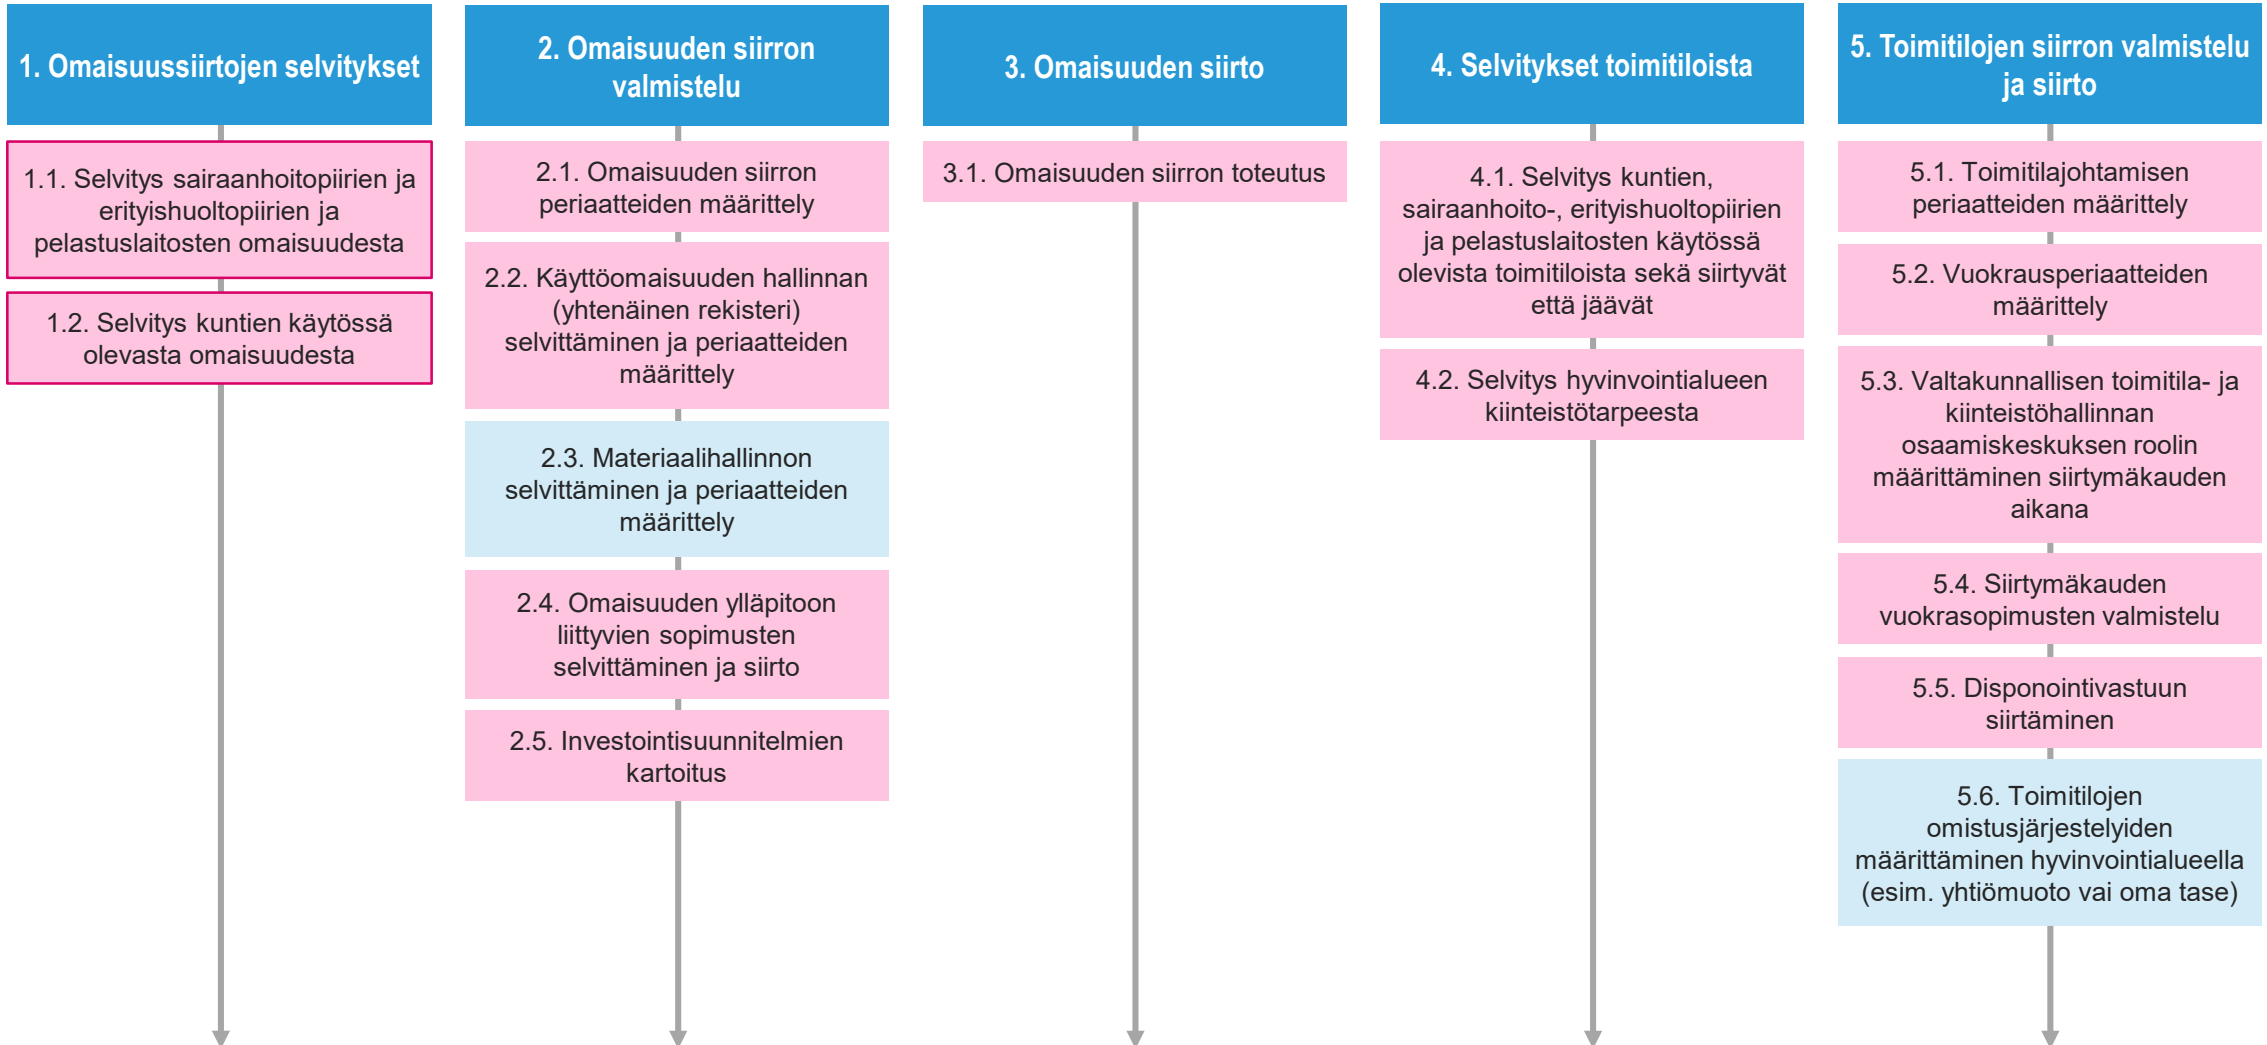 1. Omaisuussiirtojen selvitykset
1.1. Selvitys sairaanhoitopiirien ja
erityishuoltopiirien ja
pelastuslaitosten omaisuudesta
1.2. Selvitys kuntien käytössä
olevasta omaisuudesta
2. Omaisuuden siirron
valmistelu
2.1. Omaisuuden siirron
periaatteiden määrittely
2.2. Käyttöomaisuuden hallinnan
(yhtenäinen rekisteri)
selvittäminen ja periaatteiden
määrittely
2.3. Materiaalihallinnon
selvittäminen ja periaatteiden
määrittely
2.4. Omaisuuden ylläpitoon
liittyvien sopimusten
selvittäminen ja siirto
2.5. Investointisuunnitelmien
kartoitus
3. Omaisuuden siirto
3.1. Omaisuuden siirron toteutus
4. Selvitykset toimitiloista
4.1. Selvitys kuntien,
sairaanhoito-, erityishuoltopiirien
ja pelastuslaitosten käytössä
olevista toimitiloista sekä siirtyvät
että jäävät
4.2. Selvitys hyvinvointialueen
kiinteistötarpeesta
5. Toimitilojen siirron valmistelu
ja siirto
5.1. Toimitilajohtamisen
periaatteiden määrittely
5.2. Vuokrausperiaatteiden
määrittely
5.3. Valtakunnallisen toimitila- ja
kiinteistöhallinnan
osaamiskeskuksen roolin
määrittäminen siirtymäkauden
aikana
5.4. Siirtymäkauden
vuokrasopimusten valmistelu
5.5. Disponointivastuun
siirtäminen
5.6. Toimitilojen
omistusjärjestelyiden
määrittäminen hyvinvointialueella
(esim. yhtiömuoto vai oma tase)